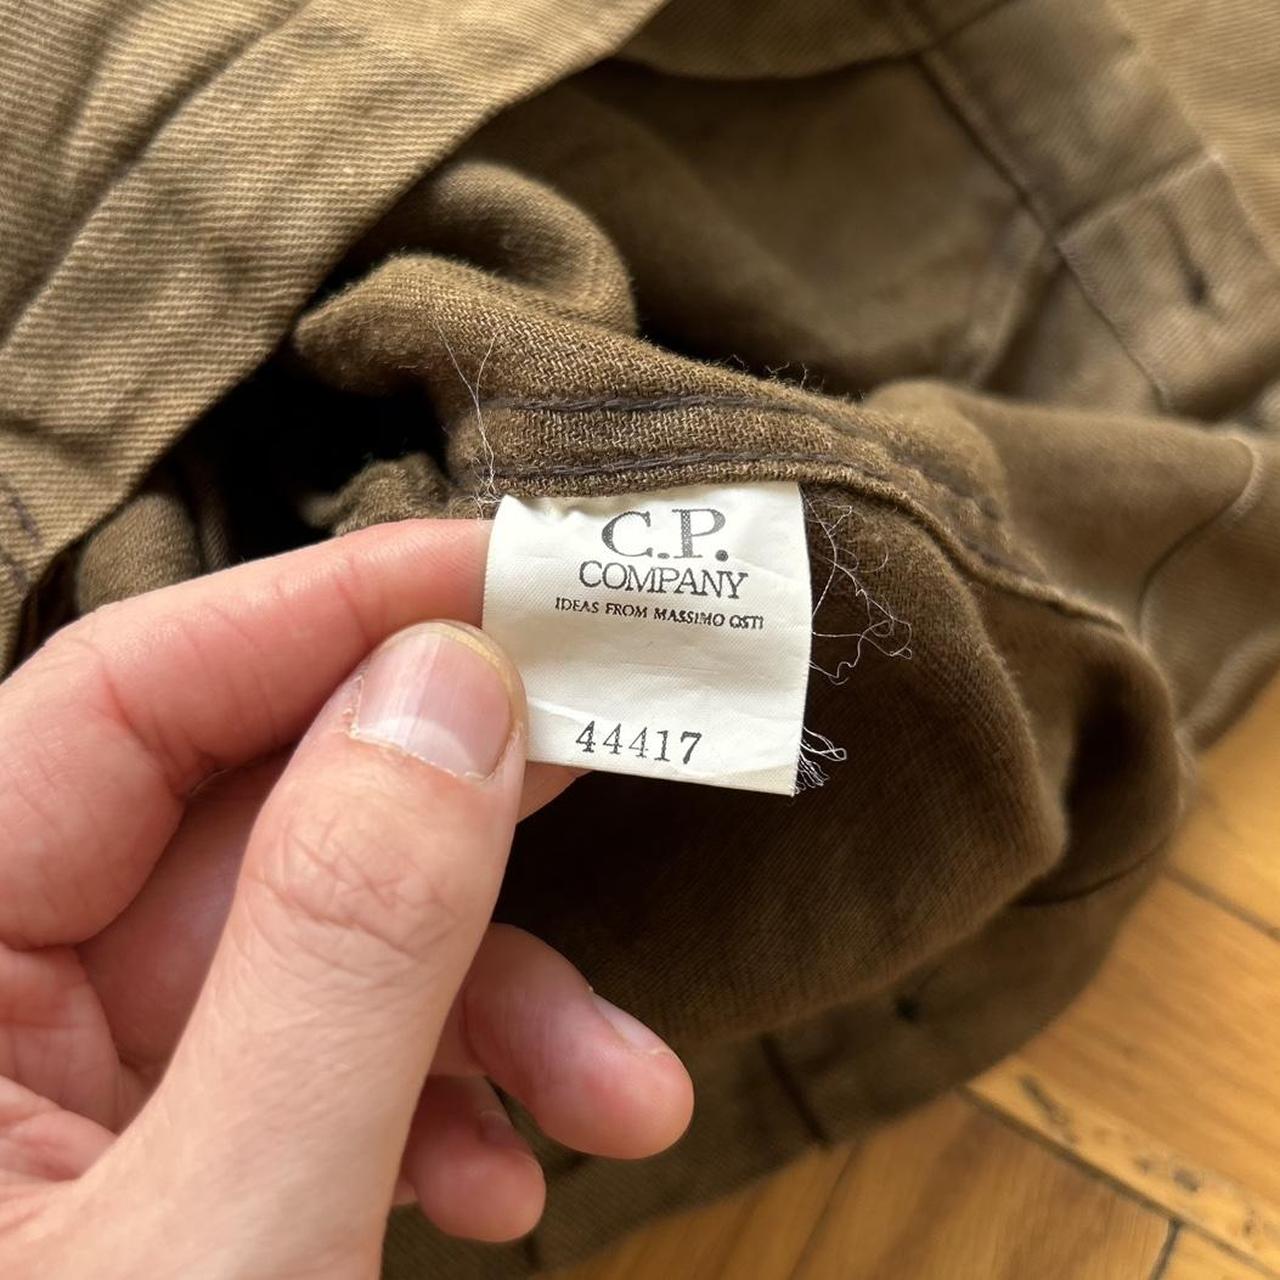 C.P.
COMPANY
IDEAS FROM MASSIMO OSTI
44417